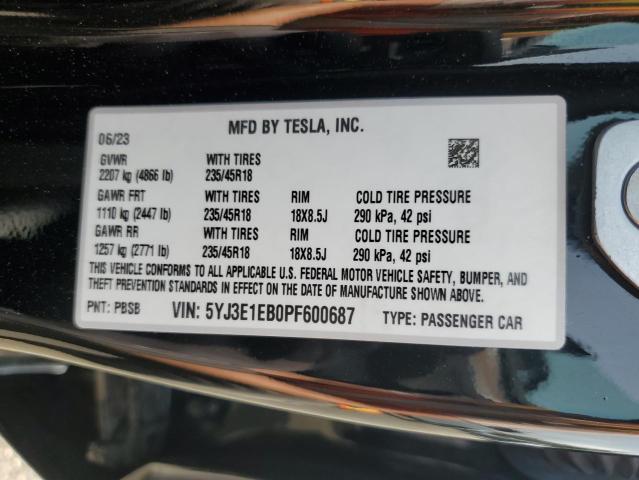 MFD BY TESLA, INC.
06/23
GVWR WITH TIRES
2207 kg (4866 lb) 235/45R18
GAWR FRT WITH TIRES RIM COLD TIRE PRESSURE
1110 kg (2447 lb) 235/45R18 18X8.5J 290 kPa, 42 psi
GAWR RR WITH TIRES RIM COLD TIRE PRESSURE
1257 kg (2771 lb) 235/45R18 18X8.5J 290 kPa, 42 psi
THIS VEHICLE CONFORMS TO ALL APPLICABLE U.S. FEDERAL MOTOR VEHICLE SAFETY, BUMPER, AND
THEFT PREVENTION STANDARDS IN EFFECT ON THE DATE OF MANUFACTURE SHOWN ABOVE.
PNT: PBSB VIN: 5YJ3E1EB0PF600687 TYPE: PASSENGER CAR